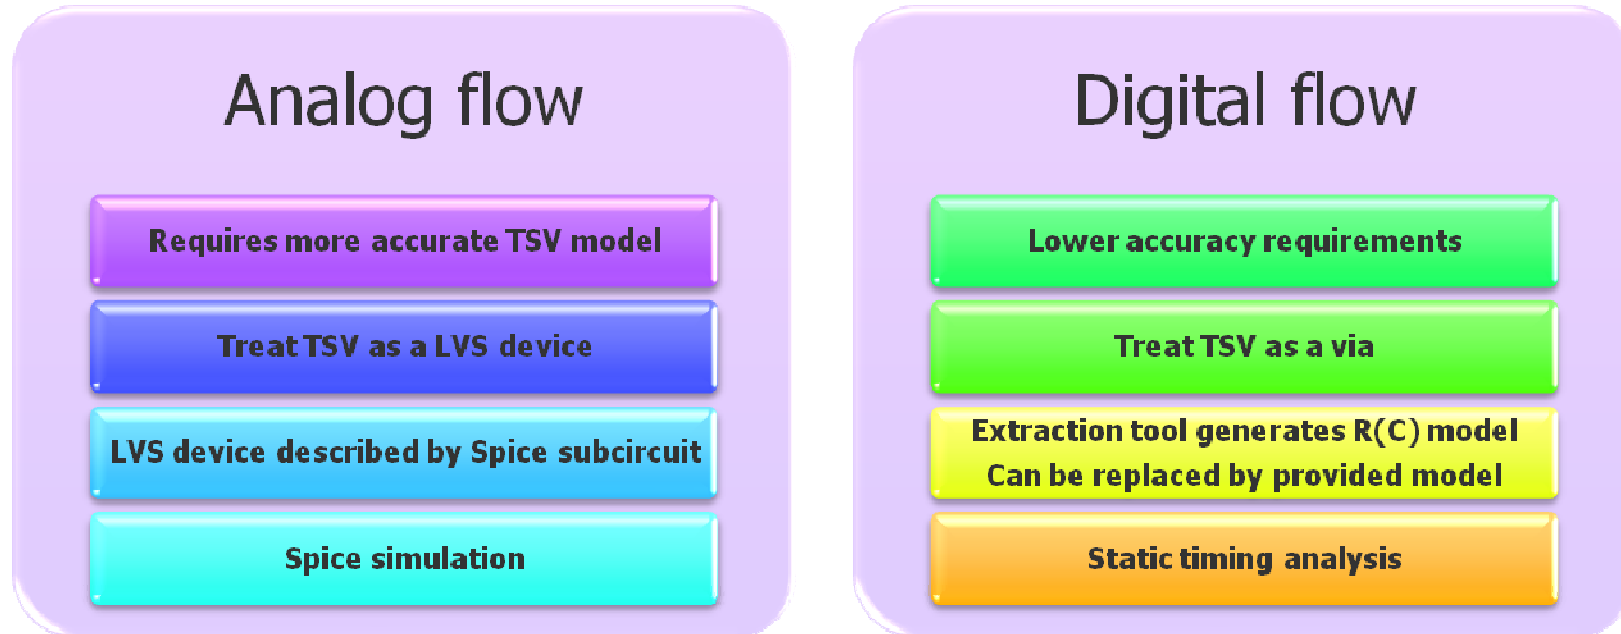 Analog flow
Requires more accurate TSV model
Treat TSV as a LVS device
LVS device described by Spice subcircuit
Spice simulation
Digital flow
Lower accuracy requirements
Treat TSV as a via
Extraction tool generates R(C) model
Can be replaced by provided model
Static timing analysis